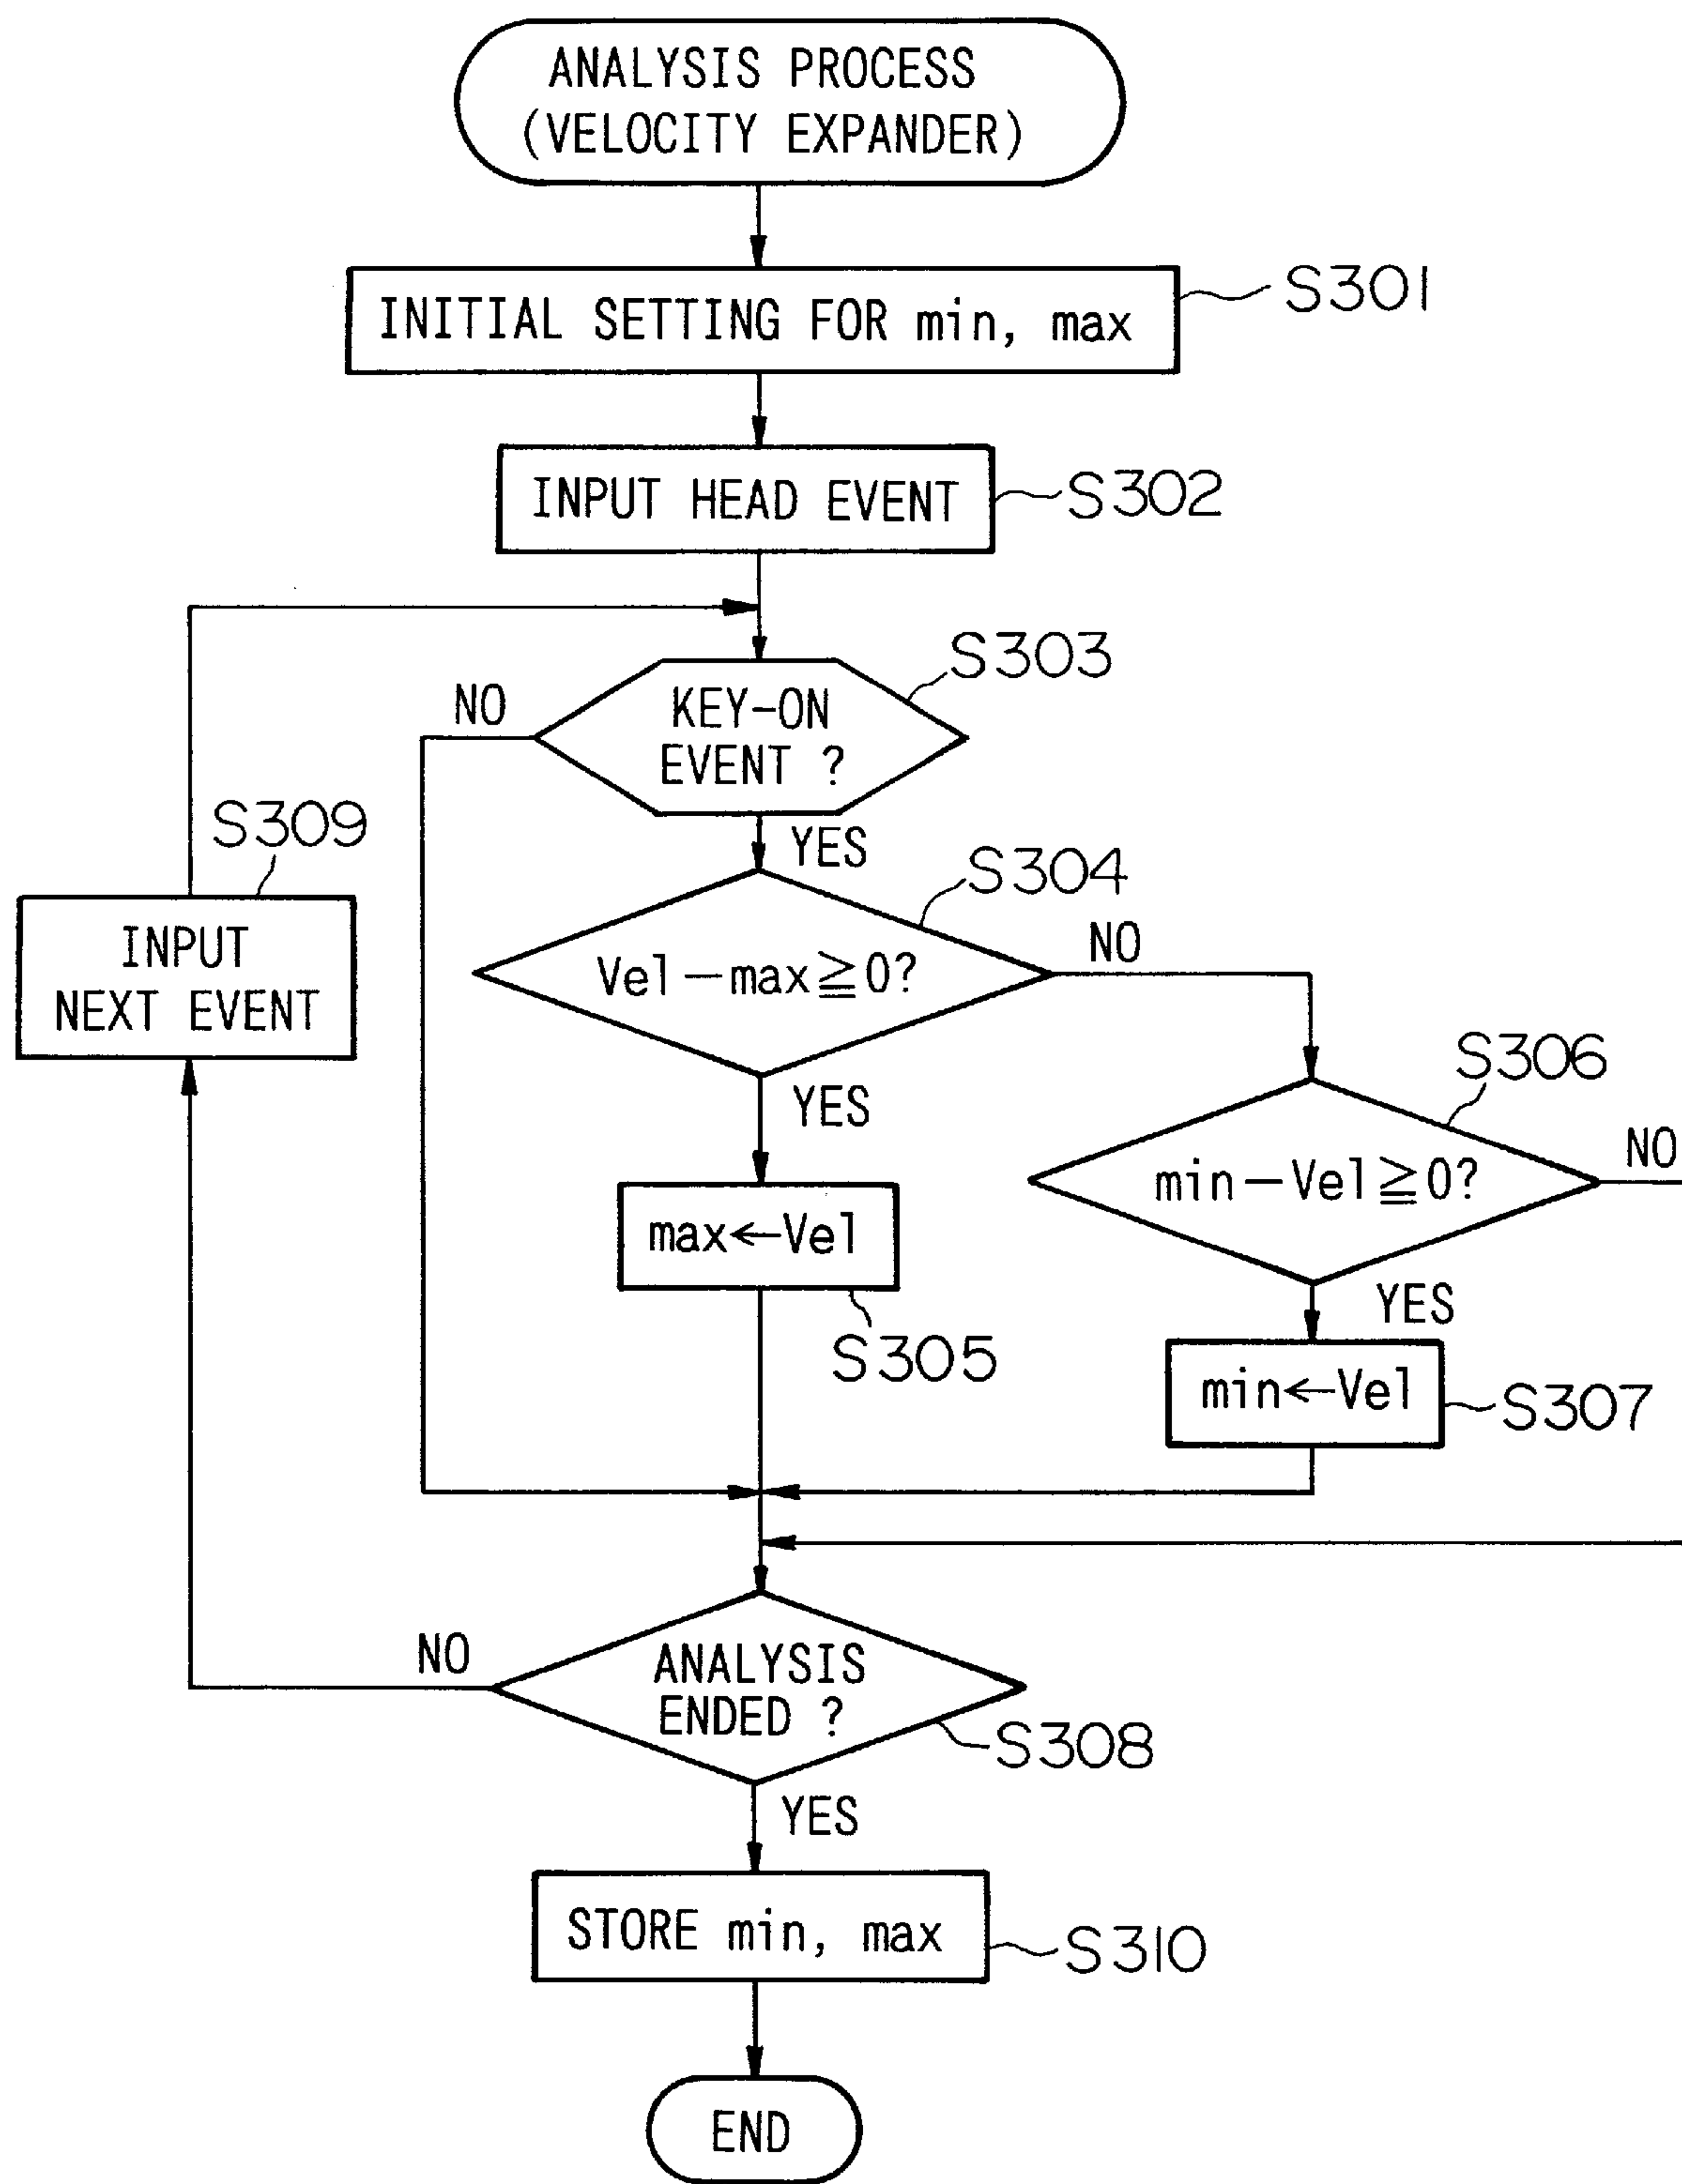 ANALYSIS PROCESS
(VELOCITY EXPANDER)
INITIAL SETTING FOR min, max
S301
INPUT HEAD EVENT
S302
S303
NO
KEY-ON
EVENT ?
YES
S309
INPUT
NEXT EVENT
S304
NO
Vel−max≧0?
YES
S306
NO
min−Vel≧0?
YES
max←Vel
S305
min←Vel
S307
NO
ANALYSIS
ENDED ?
S308
YES
STORE min, max
S310
END